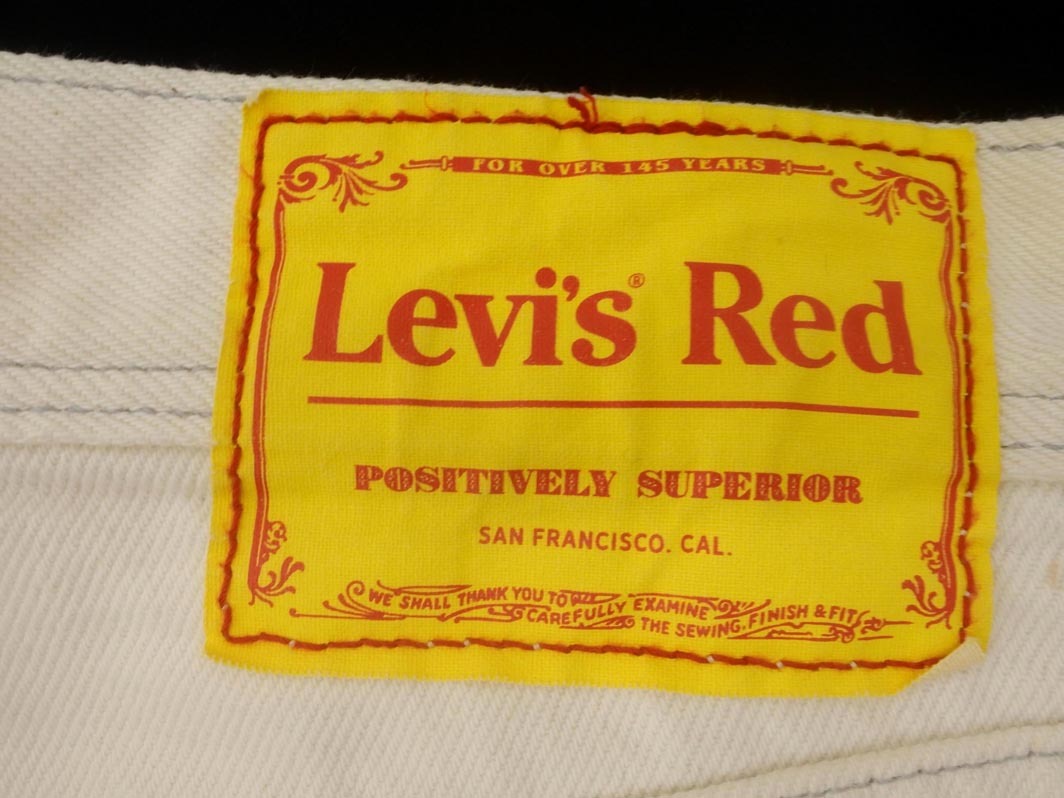 FOR OVER 145 YEARS
Levi's® Red
POSITIVELY SUPERIOR
SAN FRANCISCO. CAL.
WE SHALL THANK YOU TO
CAREFULLY EXAMINE
THE SEWING, FINISH & FIT